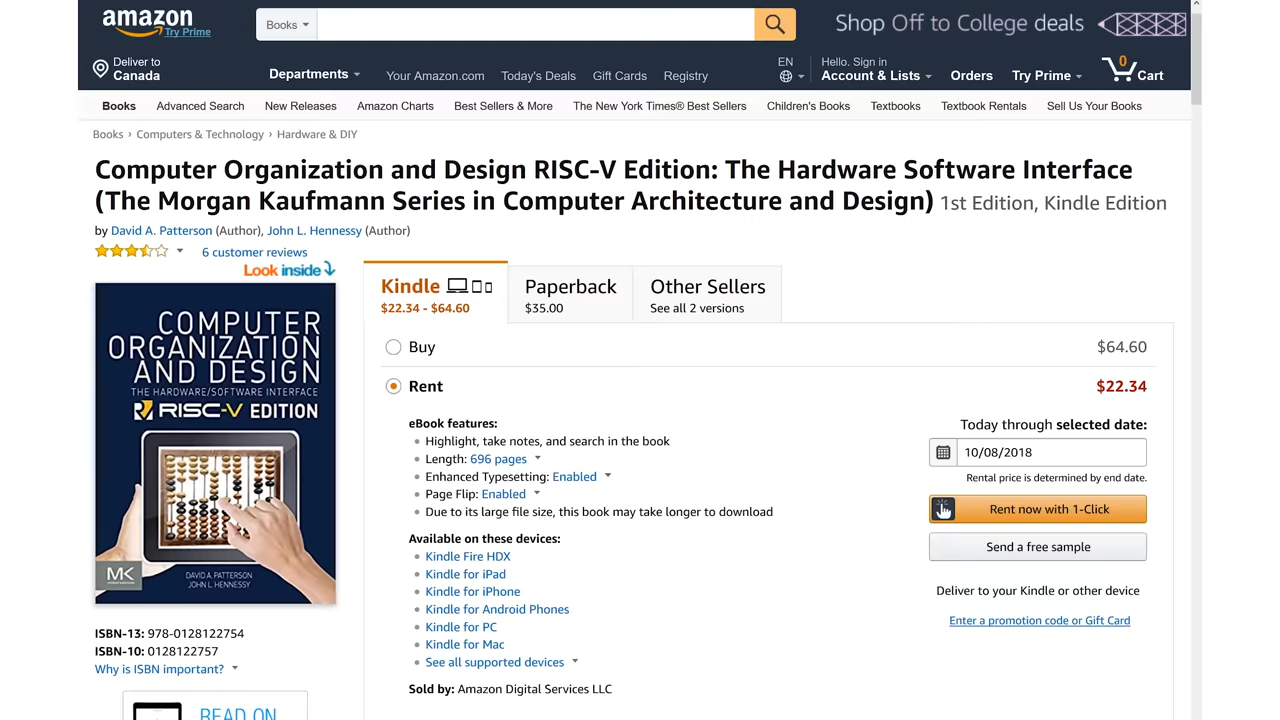 amazon
Try Prime
Books
Shop Off to College deals
Deliver to
Canada
Departments
Your Amazon.com
Today's Deals
Gift Cards
Registry
EN
Hello. Sign in
Account & Lists
Orders
Try Prime
0
Cart
Books
Advanced Search
New Releases
Amazon Charts
Best Sellers & More
The New York Times® Best Sellers
Children's Books
Textbooks
Textbook Rentals
Sell Us Your Books
Books › Computers & Technology › Hardware & DIY
Computer Organization and Design RISC-V Edition: The Hardware Software Interface
(The Morgan Kaufmann Series in Computer Architecture and Design) 1st Edition, Kindle Edition
by David A. Patterson (Author), John L. Hennessy (Author)
6 customer reviews
Look inside
COMPUTER
ORGANIZATION
AND DESIGN
THE HARDWARE/SOFTWARE INTERFACE
RISC-V EDITION
MK
DAVID A. PATTERSON
JOHN L. HENNESSY
ISBN-13: 978-0128122754
ISBN-10: 0128122757
Why is ISBN important?
READ ON
Kindle
$22.34 - $64.60
Paperback
$35.00
Other Sellers
See all 2 versions
Buy
$64.60
Rent
$22.34
eBook features:
Highlight, take notes, and search in the book
Length: 696 pages
Enhanced Typesetting: Enabled
Page Flip: Enabled
Due to its large file size, this book may take longer to download
Available on these devices:
Kindle Fire HDX
Kindle for iPad
Kindle for iPhone
Kindle for Android Phones
Kindle for PC
Kindle for Mac
See all supported devices
Sold by: Amazon Digital Services LLC
Today through selected date:
10/08/2018
Rental price is determined by end date.
Rent now with 1-Click
Send a free sample
Deliver to your Kindle or other device
Enter a promotion code or Gift Card